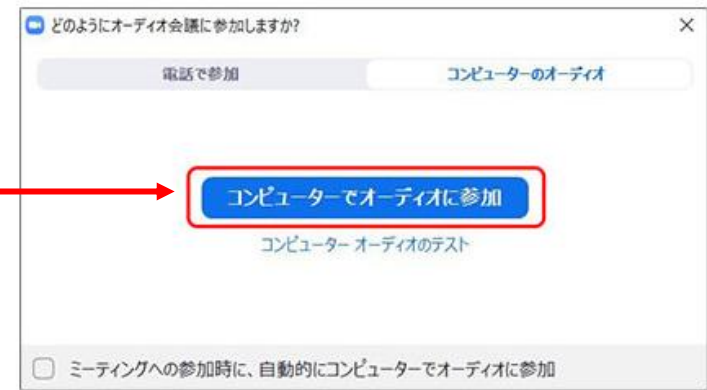 どのようにオーディオ会議に参加しますか?
電話で参加
コンピューターのオーディオ
コンピューターでオーディオに参加
コンピューター オーディオのテスト
ミーティングへの参加時に、自動的にコンピューターでオーディオに参加